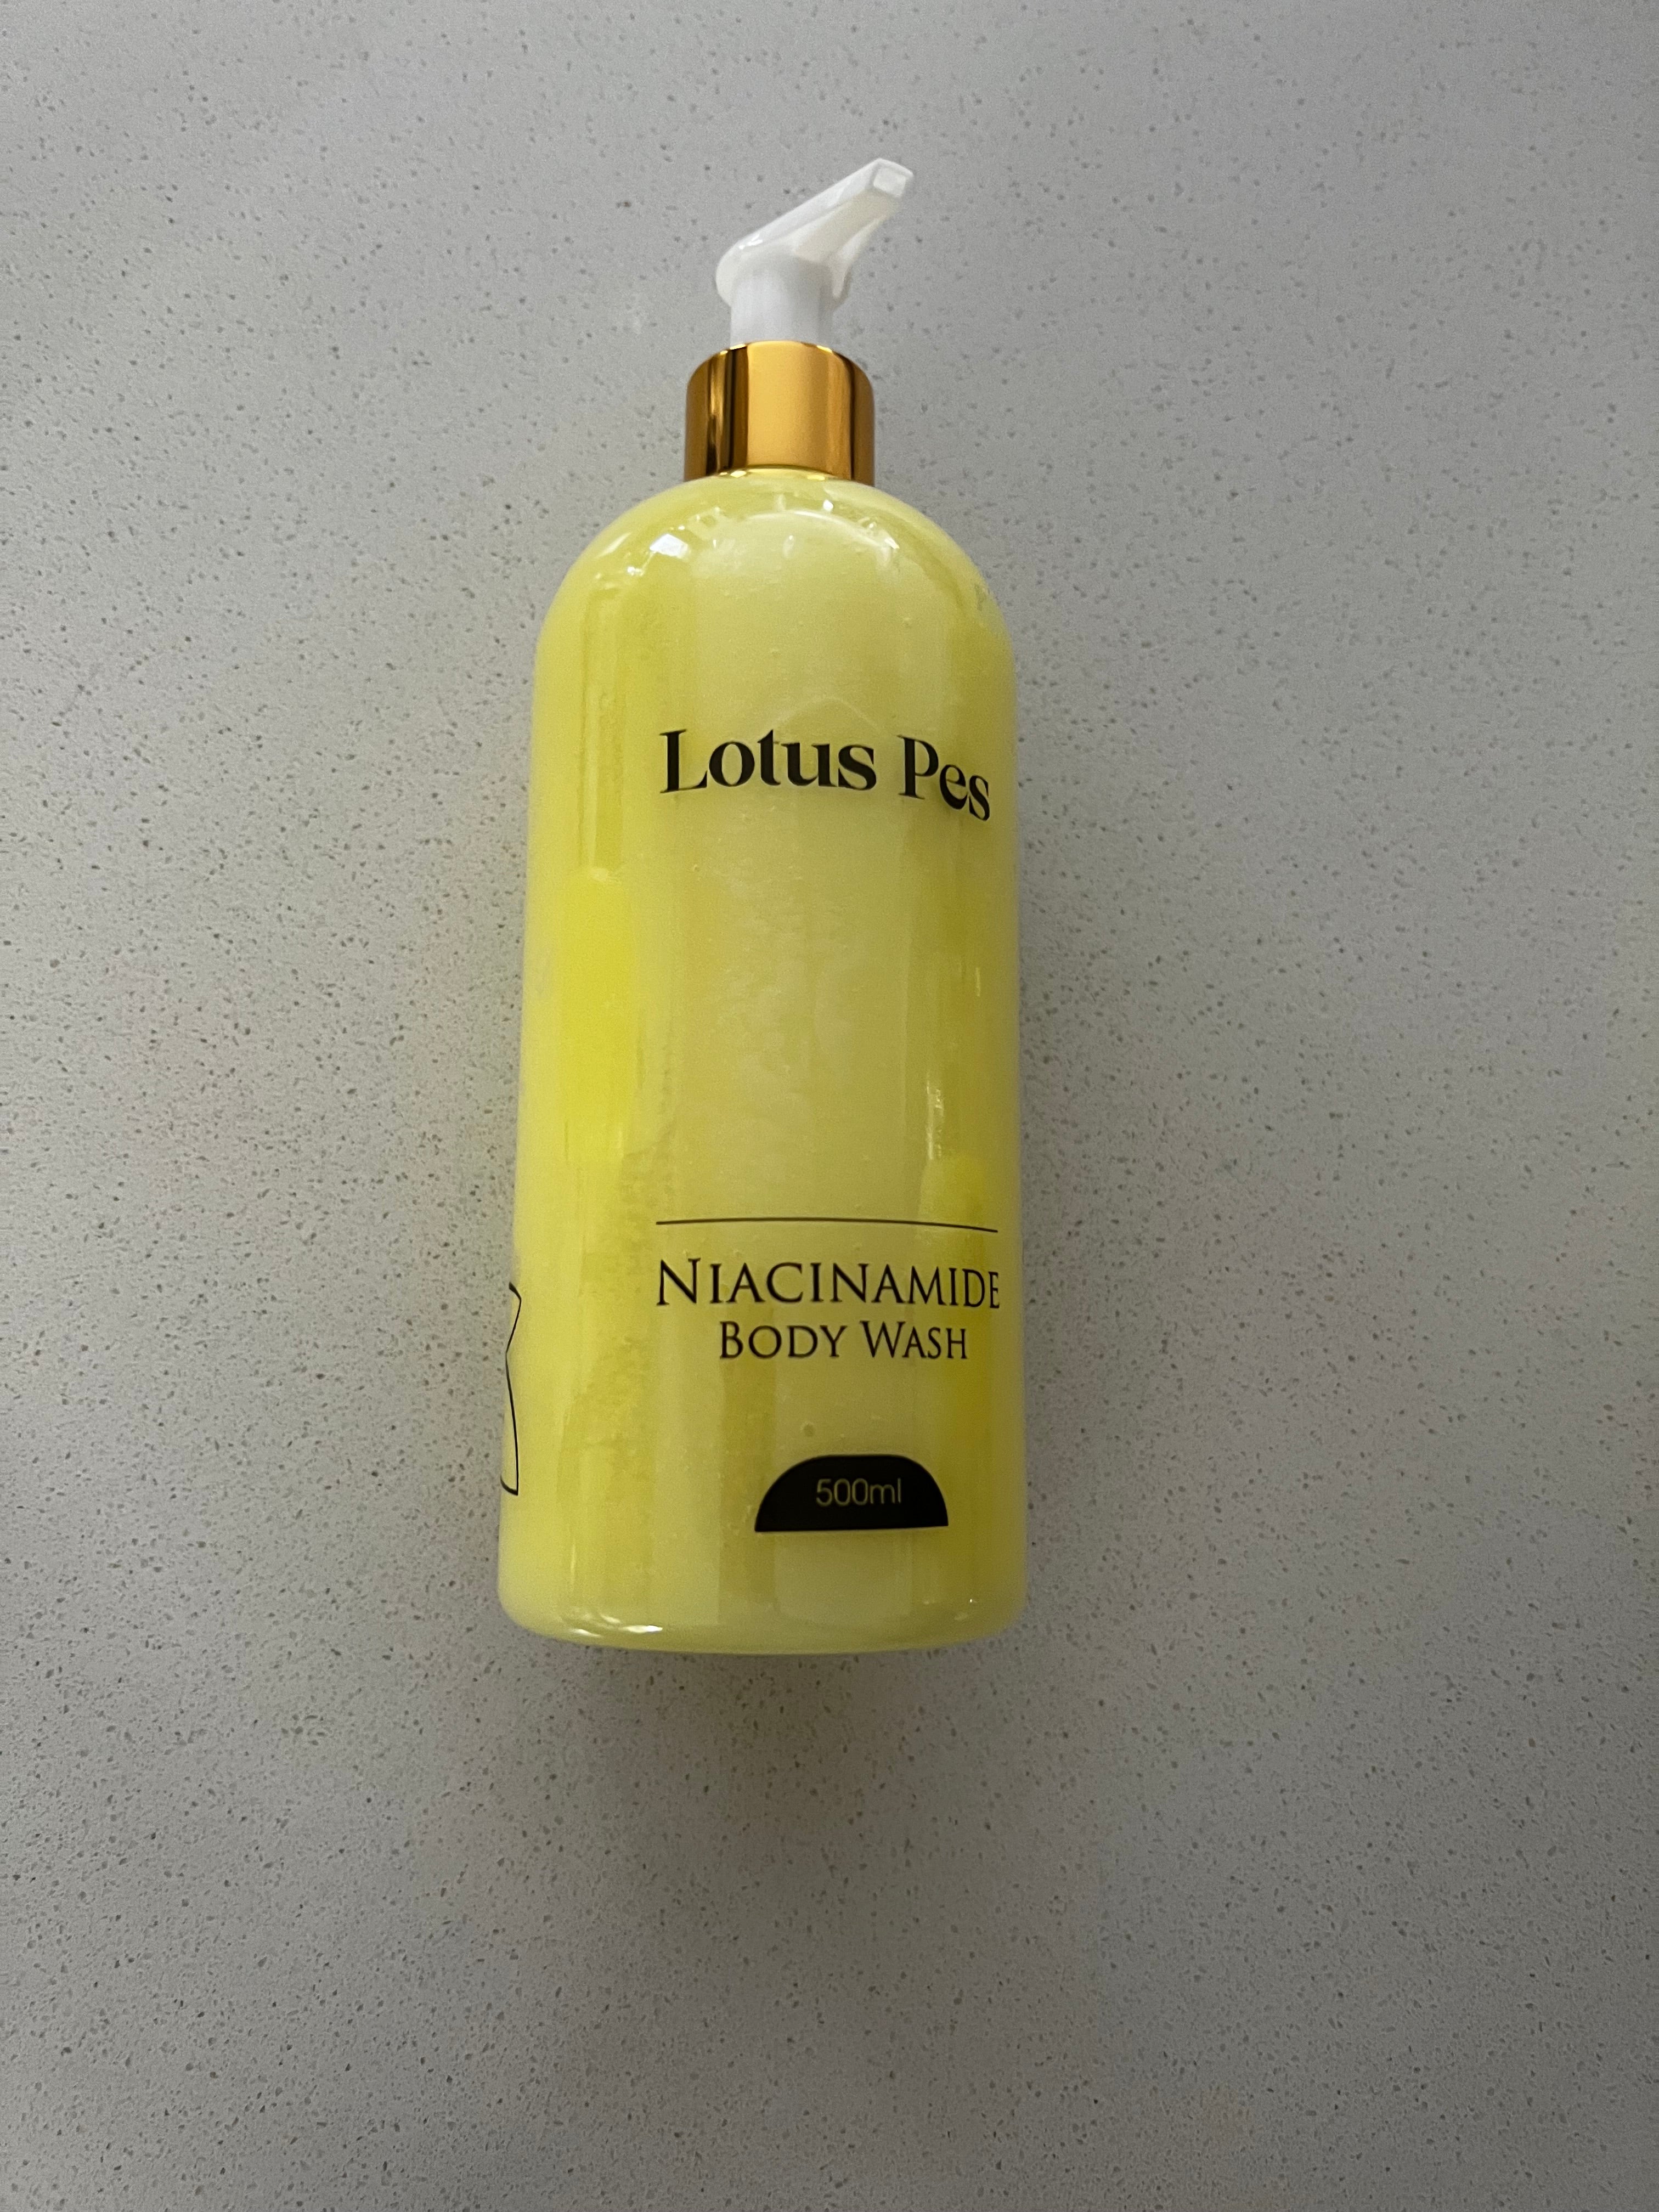 Lotus Pes
NIACINAMIDE
BODY WASH
500ml